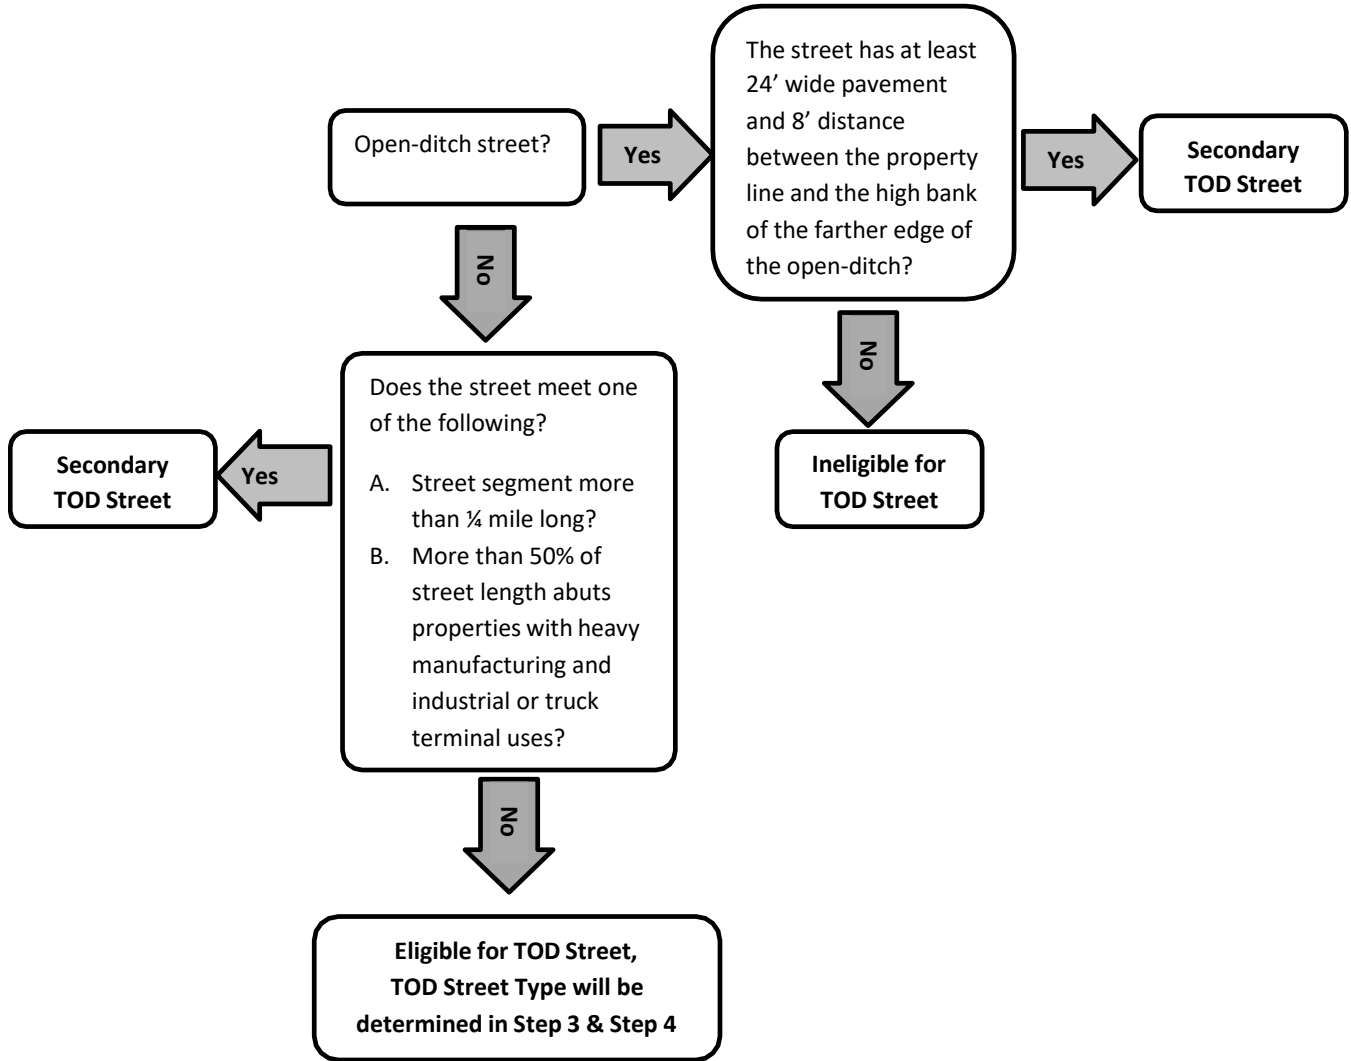 Open-ditch street?
Yes
The street has at least
24’ wide pavement
and 8’ distance
between the property
line and the high bank
of the farther edge of
the open-ditch?
Yes
Secondary
TOD Street
No
No
Ineligible for
TOD Street
Does the street meet one
of the following?
A. Street segment more
than ¼ mile long?
B. More than 50% of
street length abuts
properties with heavy
manufacturing and
industrial or truck
terminal uses?
Yes
Secondary
TOD Street
No
Eligible for TOD Street,
TOD Street Type will be
determined in Step 3 & Step 4